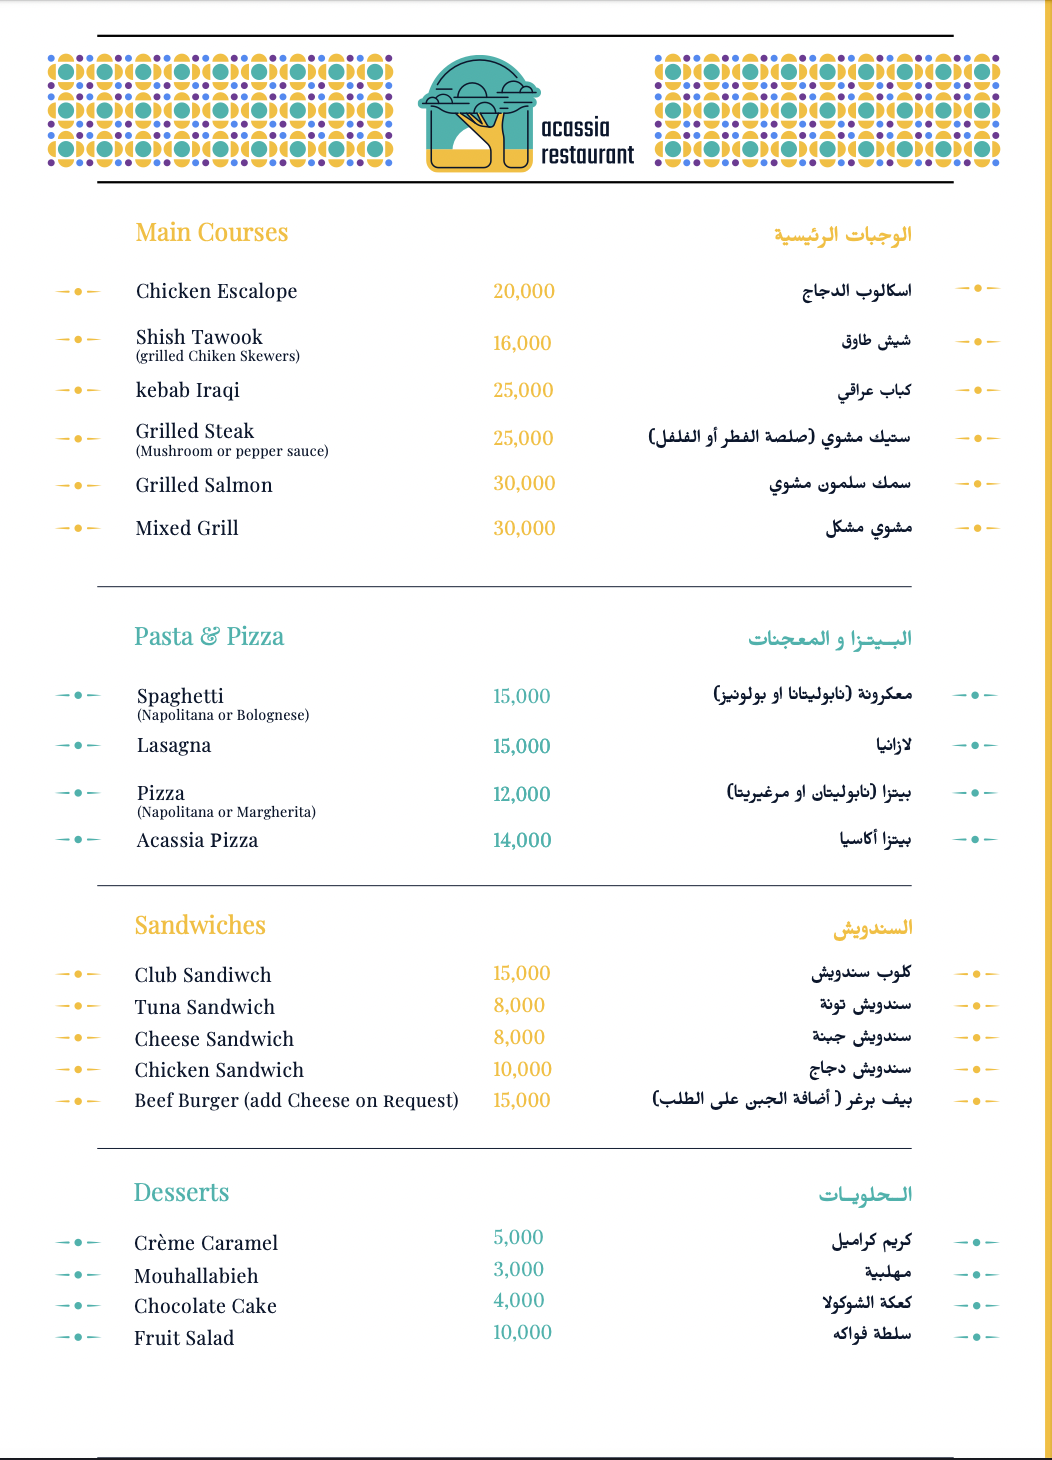 acassia
restaurant
Main Courses
الوجبات الرئيسية
Chicken Escalope 20,000 اسكالوب الدجاج
Shish Tawook 16,000 شيش طاوق
(grilled Chiken Skewers)
kebab Iraqi 25,000 كباب عراقي
Grilled Steak 25,000 ستيك مشوي (صلصة الفطر أو الفلفل)
(Mushroom or pepper sauce)
Grilled Salmon 30,000 سمك سلمون مشوي
Mixed Grill 30,000 مشوي مشكل
Pasta & Pizza
البـيـتـزا و المعجنات
Spaghetti 15,000 معكرونة (نابوليتانا او بولونيز)
(Napolitana or Bolognese)
Lasagna 15,000 لازانيا
Pizza 12,000 بيتزا (نابوليتان او مرغيريتا)
(Napolitana or Margherita)
Acassia Pizza 14,000 بيتزا أكاسيا
Sandwiches
السندويش
Club Sandiwch 15,000 كلوب سندويش
Tuna Sandwich 8,000 سندويش تونة
Cheese Sandwich 8,000 سندويش جبنة
Chicken Sandwich 10,000 سندويش دجاج
Beef Burger (add Cheese on Request) 15,000 بيف برغر ( أضافة الجبن على الطلب)
Desserts
الـحلويـات
Crème Caramel 5,000 كريم كراميل
Mouhallabieh 3,000 مهلبية
Chocolate Cake 4,000 كعكة الشوكولا
Fruit Salad 10,000 سلطة فواكه